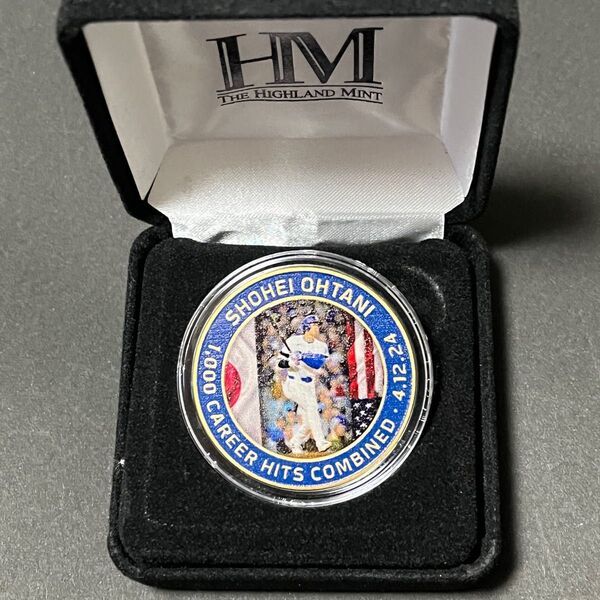 HM
THE HIGHLAND MINT
SHOHEI OHTANI
1,000 CAREER HITS COMBINED · 4.12.24